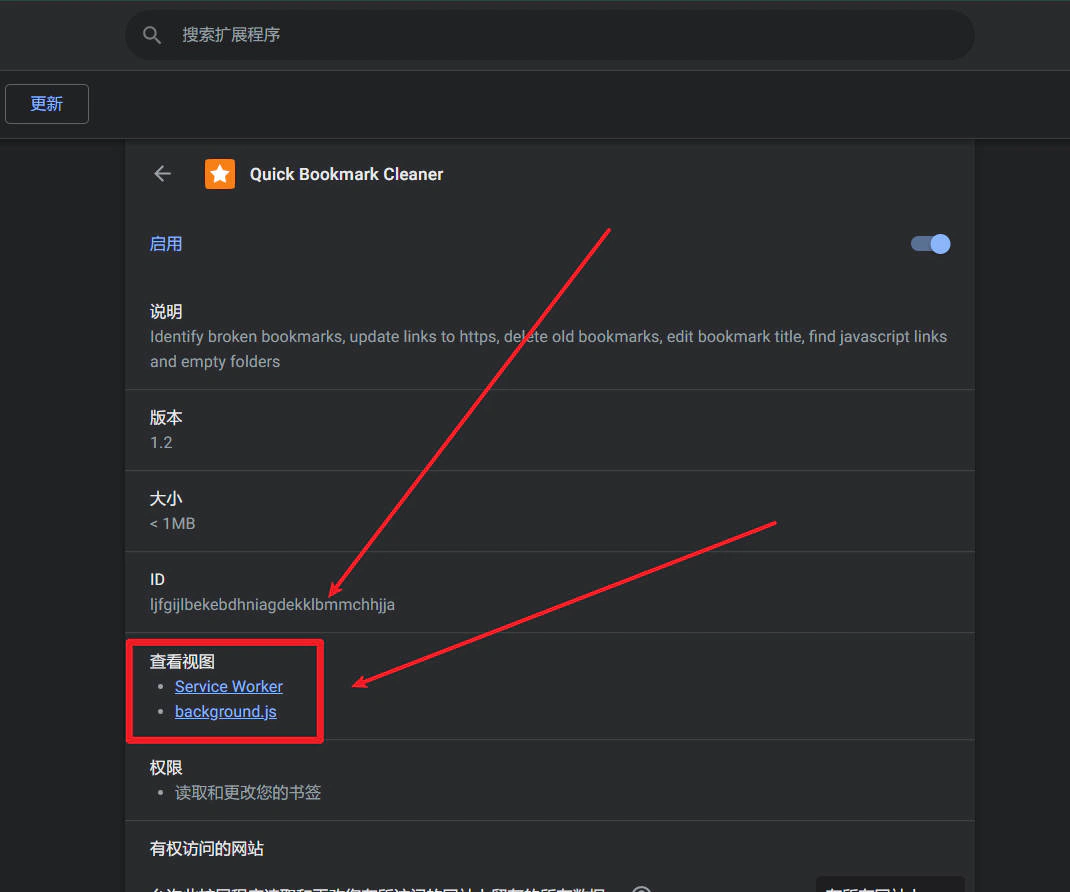 搜索扩展程序
更新
Quick Bookmark Cleaner
启用
说明
Identify broken bookmarks, update links to https, delete old bookmarks, edit bookmark title, find javascript links
and empty folders
版本
1.2
大小
< 1MB
ID
ljfgijlbekebdhniagdekklbmmchhjja
查看视图
Service Worker
background.js
权限
读取和更改您的书签
有权访问的网站